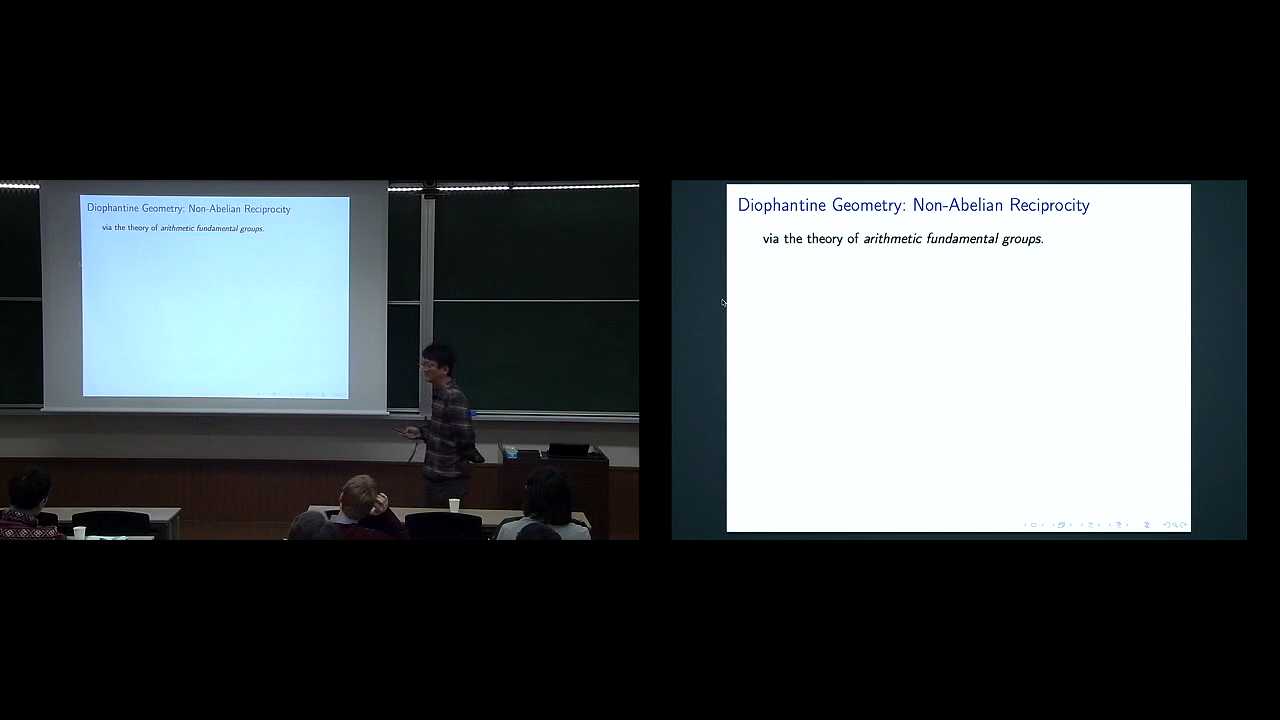 Diophantine Geometry: Non-Abelian Reciprocity
via the theory of arithmetic fundamental groups.
Diophantine Geometry: Non-Abelian Reciprocity
via the theory of arithmetic fundamental groups.